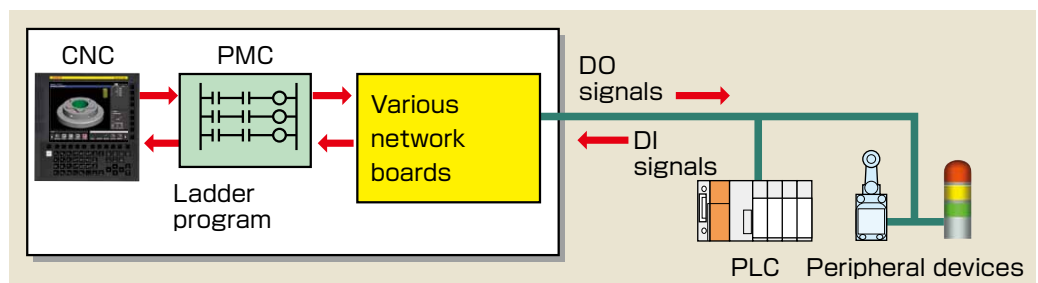 CNC
PMC
Ladder
program
Various
network
boards
DO
signals
DI
signals
PLC
Peripheral devices